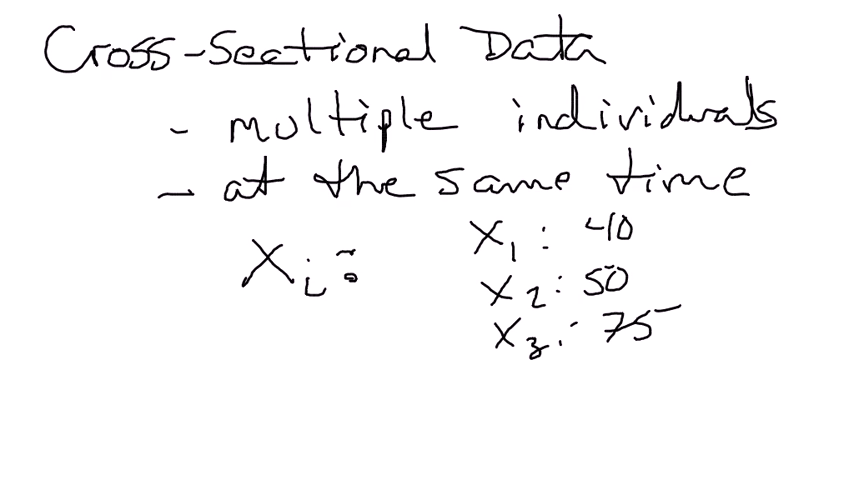 Cross-Sectional Data
- multiple individuals
- at the same time
Xi:
X1: 40
X2: 50
X3: 75